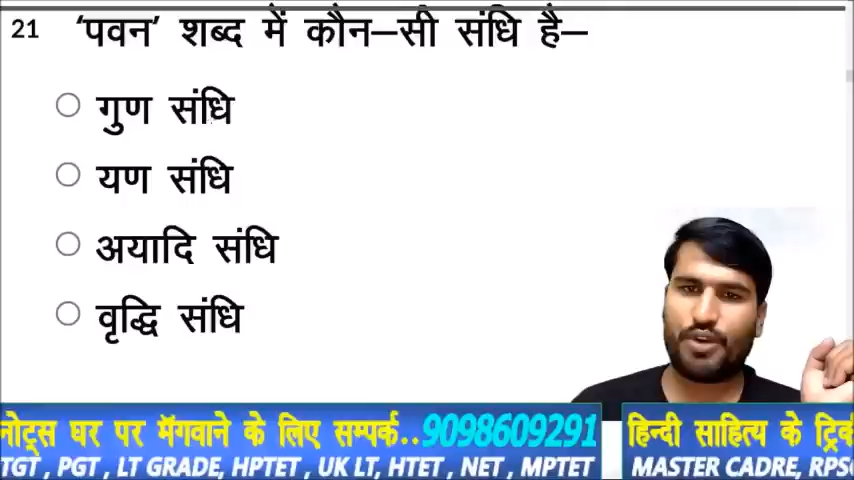 21 ‘पवन’ शब्द में कौन–सी संधि है–
गुण संधि
यण संधि
अयादि संधि
वृद्धि संधि
नोट्स घर पर मँगवाने के लिए सम्पर्क..9098609291
हिन्दी साहित्य के
TGT , PGT , LT GRADE, HPTET , UK LT, HTET , NET , MPTET
MASTER CADRE,